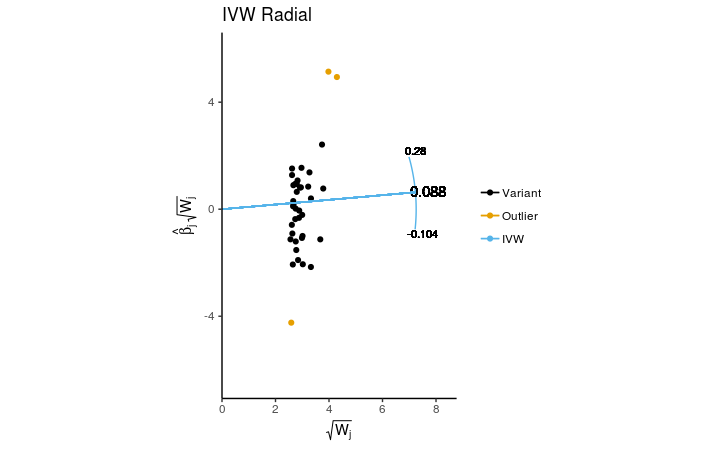 IVW Radial
4
0
-4
β̂j√Wj
0.28
0.088
-0.104
Variant
Outlier
IVW
0 2 4 6 8
√Wj